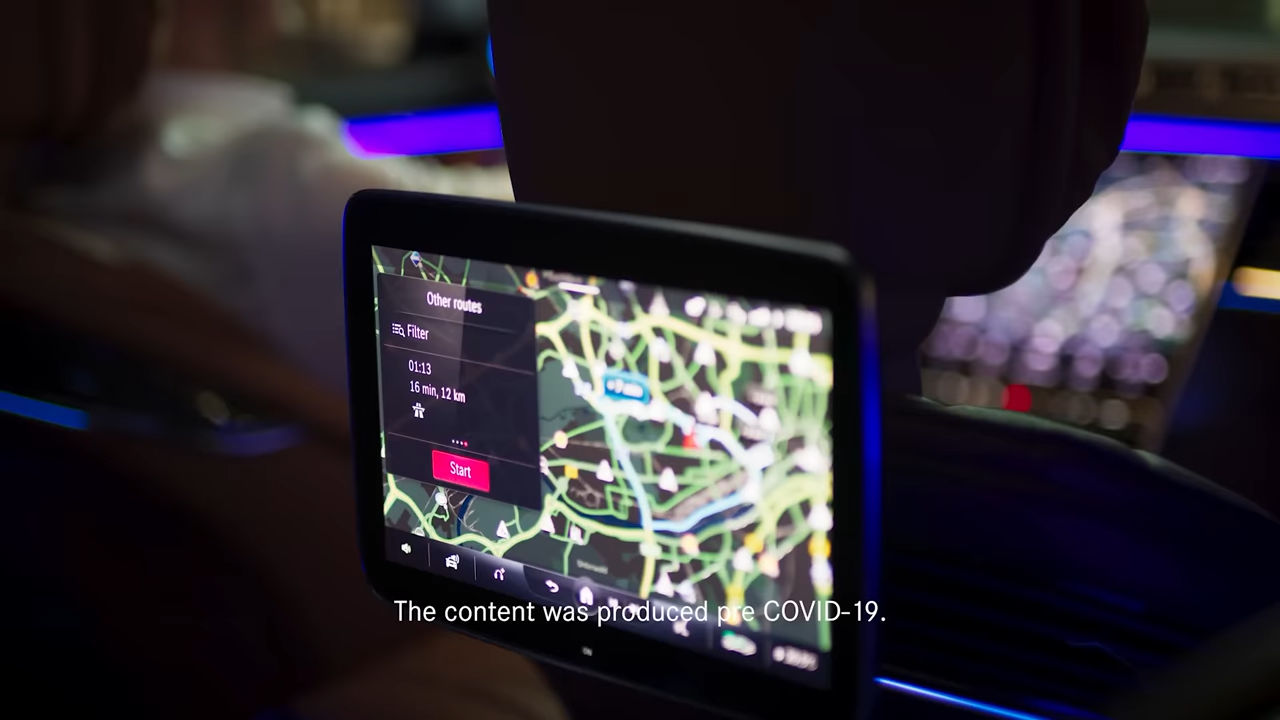 Other routes
Filter
01:13
16 min, 12 km
Start
The content was produced pre COVID-19.